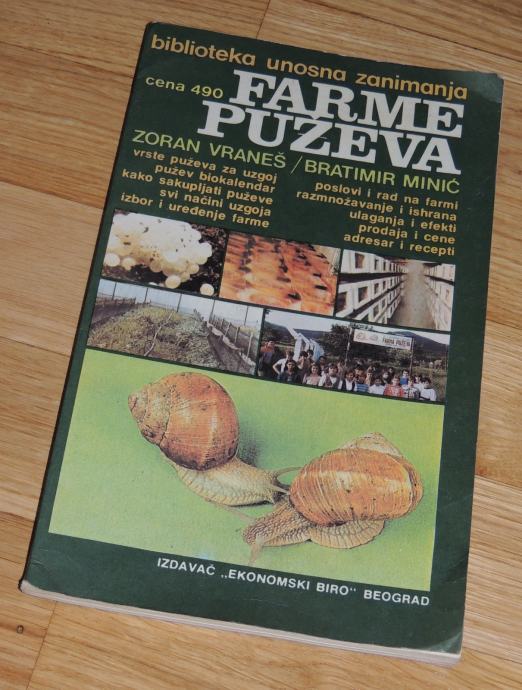 biblioteka unosna zanimanja
cena 490
FARME
PUŽEVA
ZORAN VRANEŠ / BRATIMIR MINIĆ
vrste puževa za uzgoj
pužev biokalendar
kako sakupljati puževe
svi načini uzgoja
izbor i uređenje farme
poslovi i rad na farmi
razmnožavanje i ishrana
ulaganja i efekti
prodaja i cene
adresar i recepti
FARMA PUŽEVA
IZDAVAČ „EKONOMSKI BIRO“ BEOGRAD